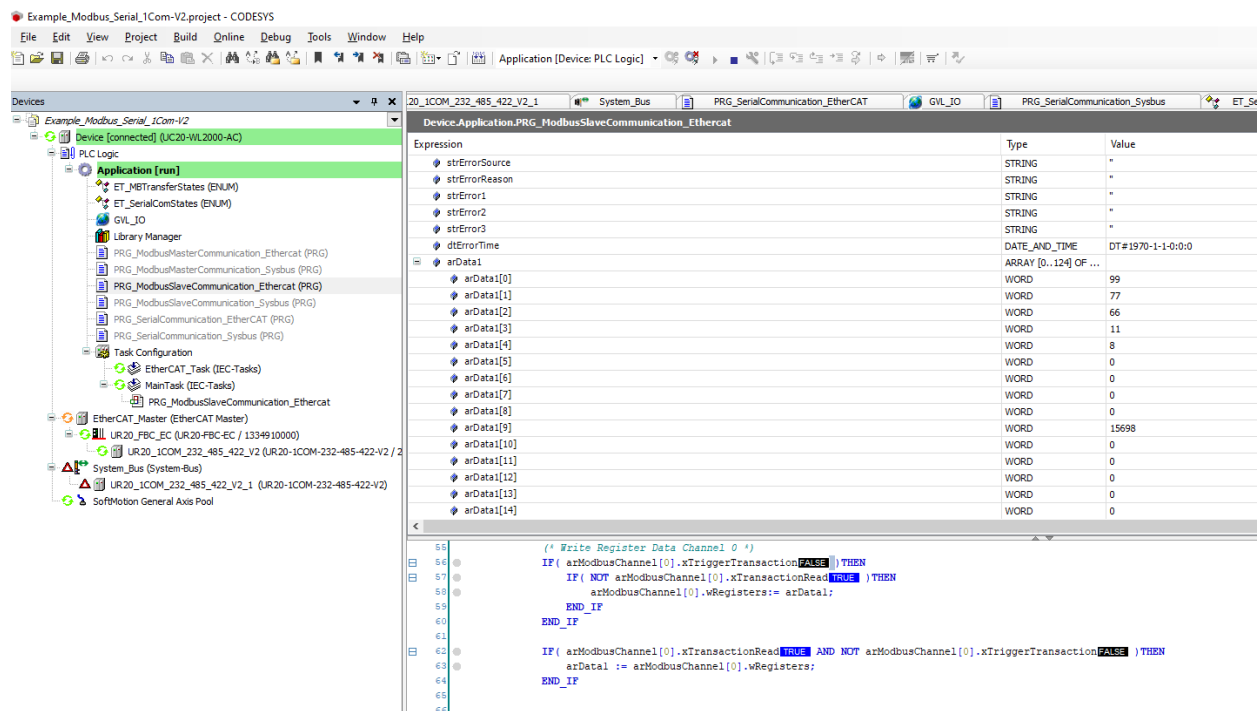 Example_Modbus_Serial_1Com-V2.project - CODESYS
File Edit View Project Build Online Debug Tools Window Help
Application [Device: PLC Logic]
Devices
Example_Modbus_Serial_1Com-V2
Device [connected] (UC20-WL2000-AC)
PLC Logic
Application [run]
ET_MBTransferStates (ENUM)
ET_SerialComStates (ENUM)
GVL_IO
Library Manager
PRG_ModbusMasterCommunication_Ethercat (PRG)
PRG_ModbusMasterCommunication_Sysbus (PRG)
PRG_ModbusSlaveCommunication_Ethercat (PRG)
PRG_ModbusSlaveCommunication_Sysbus (PRG)
PRG_SerialCommunication_EtherCAT (PRG)
PRG_SerialCommunication_Sysbus (PRG)
Task Configuration
EtherCAT_Task (IEC-Tasks)
MainTask (IEC-Tasks)
PRG_ModbusSlaveCommunication_Ethercat
EtherCAT_Master (EtherCAT Master)
UR20_FBC_EC (UR20-FBC-EC / 1334910000)
UR20_1COM_232_485_422_V2 (UR20-1COM-232-485-422-V2 / 2
System_Bus (System-Bus)
UR20_1COM_232_485_422_V2_1 (UR20-1COM-232-485-422-V2)
SoftMotion General Axis Pool
20_1COM_232_485_422_V2_1 System_Bus PRG_SerialCommunication_EtherCAT GVL_IO PRG_SerialCommunication_Sysbus ET_Se
Device.Application.PRG_ModbusSlaveCommunication_Ethercat
Expression Type Value
strErrorSource STRING ''
strErrorReason STRING ''
strError1 STRING ''
strError2 STRING ''
strError3 STRING ''
dtErrorTime DATE_AND_TIME DT#1970-1-1-0:0:0
arData1 ARRAY [0..124] OF ...
arData1[0] WORD 99
arData1[1] WORD 77
arData1[2] WORD 66
arData1[3] WORD 11
arData1[4] WORD 8
arData1[5] WORD 0
arData1[6] WORD 0
arData1[7] WORD 0
arData1[8] WORD 0
arData1[9] WORD 15698
arData1[10] WORD 0
arData1[11] WORD 0
arData1[12] WORD 0
arData1[13] WORD 0
arData1[14] WORD 0
55 (* Write Register Data Channel 0 *)
56 IF( arModbusChannel[0].xTriggerTransaction FALSE )THEN
57 IF( NOT arModbusChannel[0].xTransactionRead TRUE )THEN
58 arModbusChannel[0].wRegisters:= arData1;
59 END_IF
60 END_IF
61
62 IF( arModbusChannel[0].xTransactionRead TRUE AND NOT arModbusChannel[0].xTriggerTransaction FALSE )THEN
63 arData1 := arModbusChannel[0].wRegisters;
64 END_IF
65
66